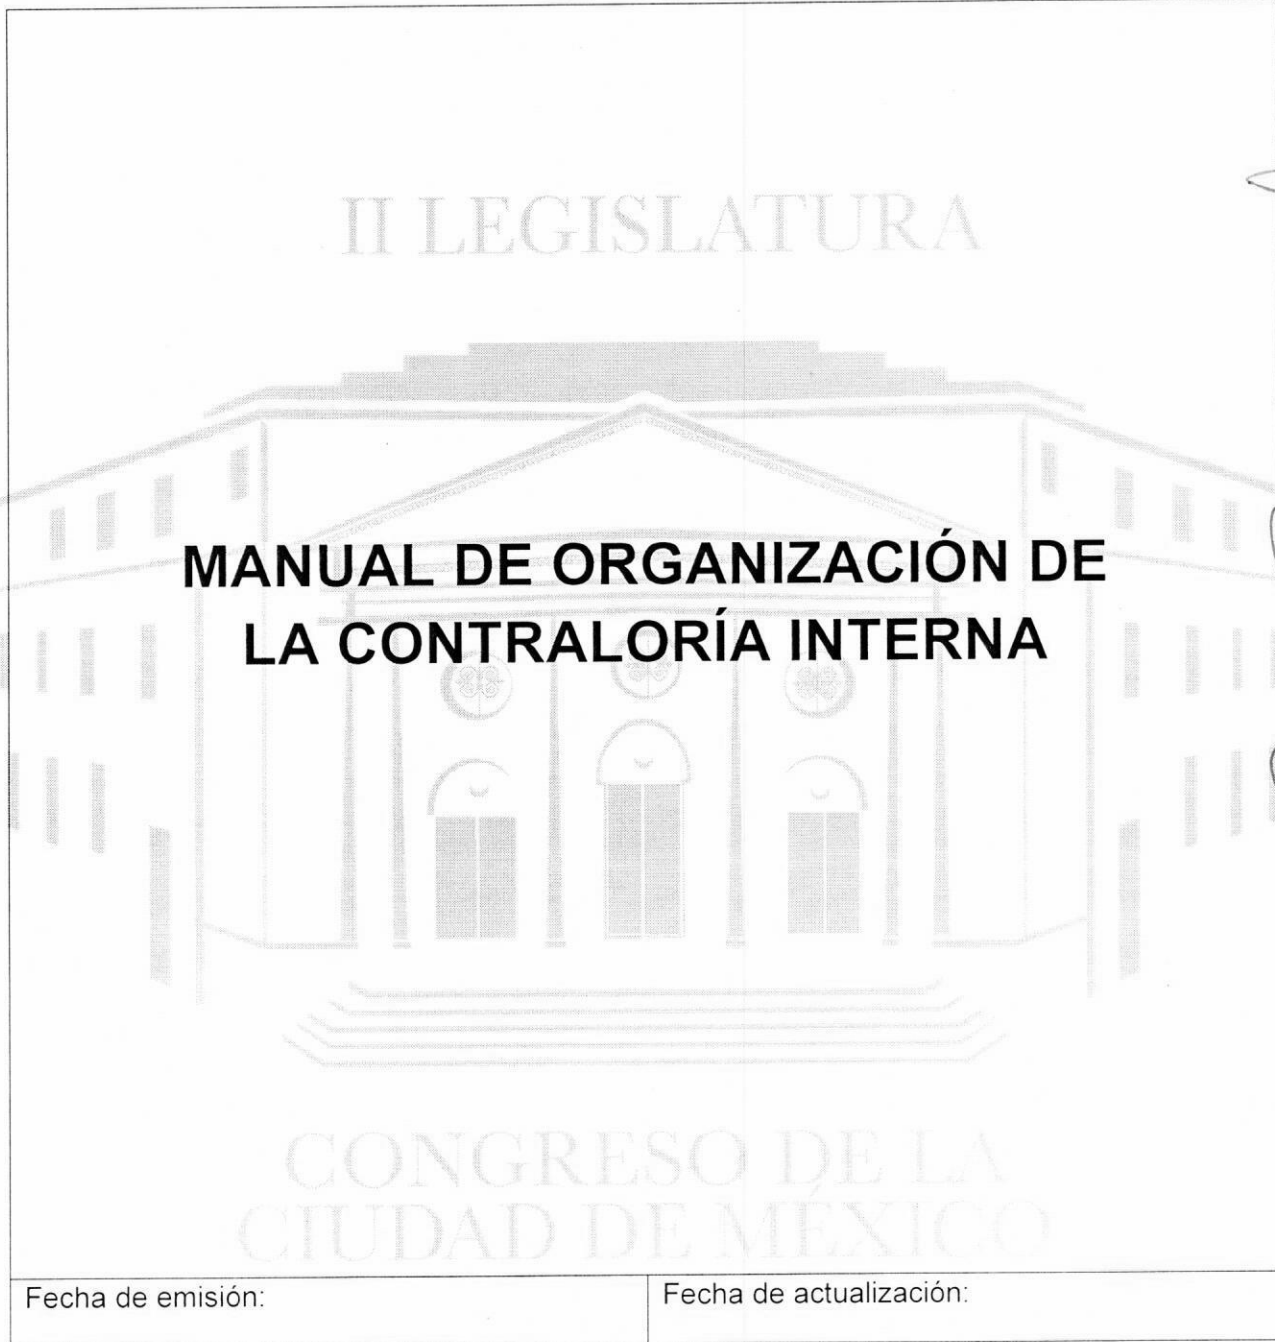 II LEGISLATURA
MANUAL DE ORGANIZACIÓN DE
LA CONTRALORÍA INTERNA
CONGRESO DE LA
CIUDAD DE MÉXICO
Fecha de emisión:
Fecha de actualización: